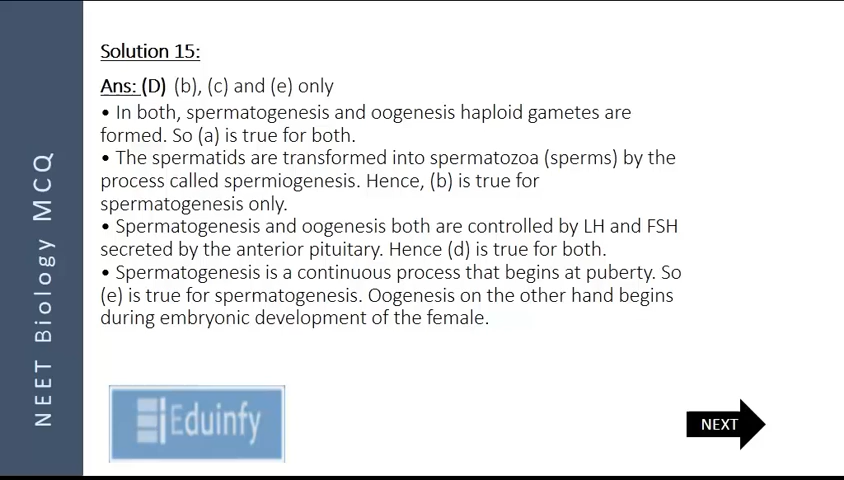 Solution 15:
Ans: (D) (b), (c) and (e) only
• In both, spermatogenesis and oogenesis haploid gametes are
formed. So (a) is true for both.
• The spermatids are transformed into spermatozoa (sperms) by the
process called spermiogenesis. Hence, (b) is true for
spermatogenesis only.
• Spermatogenesis and oogenesis both are controlled by LH and FSH
secreted by the anterior pituitary. Hence (d) is true for both.
• Spermatogenesis is a continuous process that begins at puberty. So
(e) is true for spermatogenesis. Oogenesis on the other hand begins
during embryonic development of the female.
NEET Biology MCQ
Eduinfy
NEXT